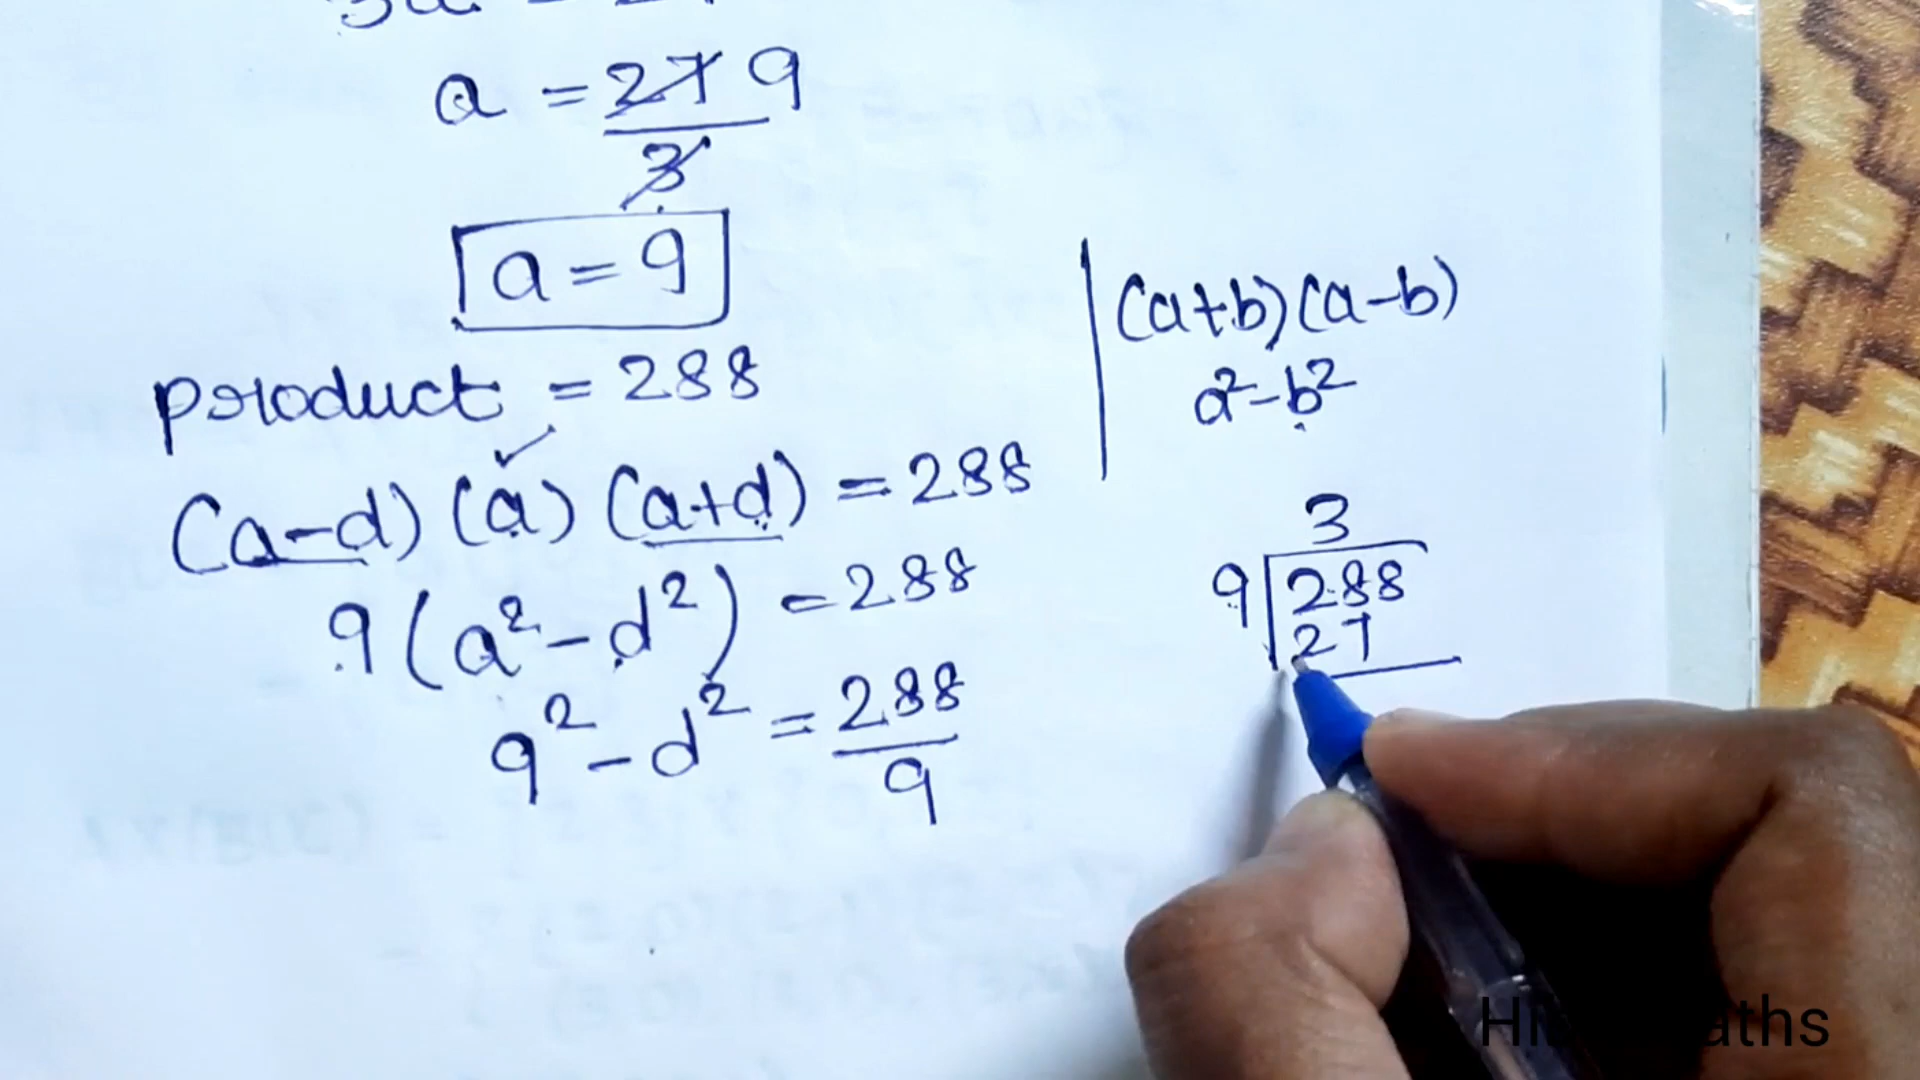 a = 27 9
3
a = 9
product = 288
(a-d) (a) (a+d) = 288
9 (a² - d²) = 288
9² - d² = 288
9
(a+b) (a-b)
a² - b²
3
9 288
27